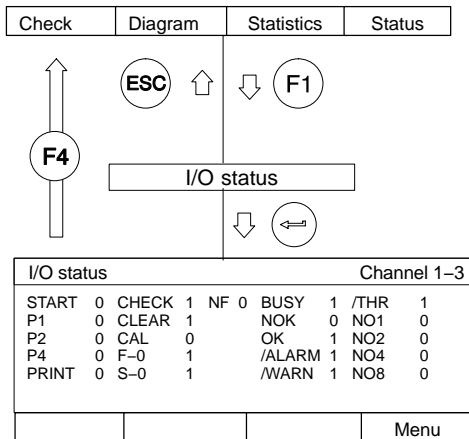 Check Diagram Statistics Status
ESC F1
F4
I/O status
I/O status Channel 1–3
START 0 CHECK 1 NF 0 BUSY 1 /THR 1
P1 0 CLEAR 1 NOK 0 NO1 0
P2 0 CAL 0 OK 1 NO2 0
P4 0 F–0 1 /ALARM 1 NO4 0
PRINT 0 S–0 1 /WARN 1 NO8 0
Menu